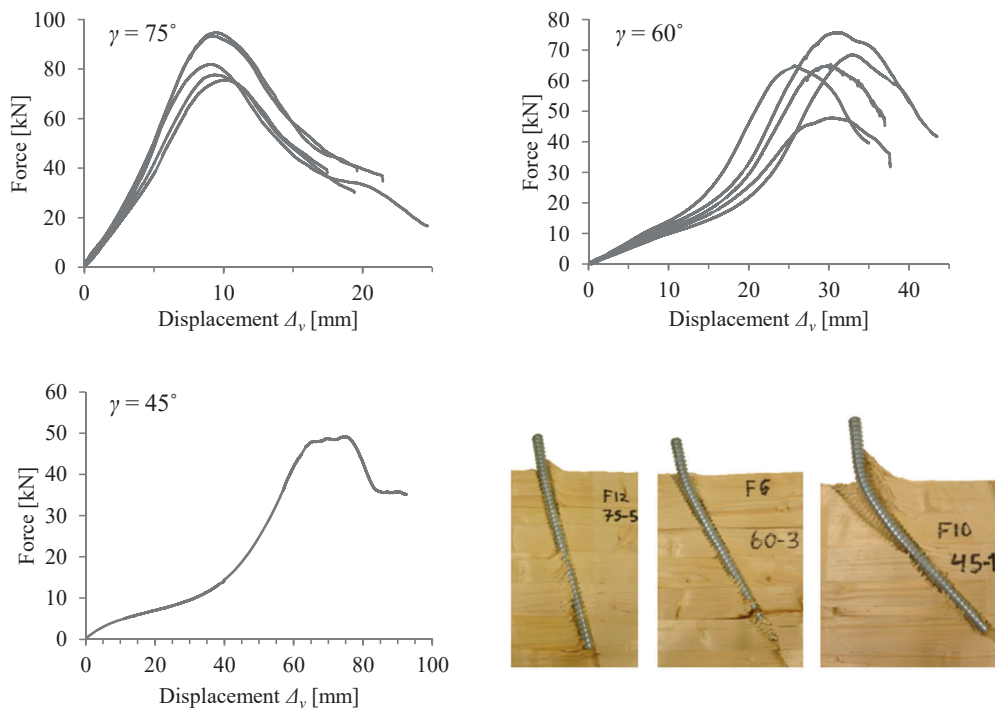 γ = 75°
Force [kN]
100
80
60
40
20
0
0 10 20
Displacement Δv [mm]
γ = 60°
Force [kN]
80
70
60
50
40
30
20
10
0
0 10 20 30 40
Displacement Δv [mm]
γ = 45°
Force [kN]
60
50
40
30
20
10
0
0 20 40 60 80 100
Displacement Δv [mm]
F12
75-5
F6
60-3
F10
45-1